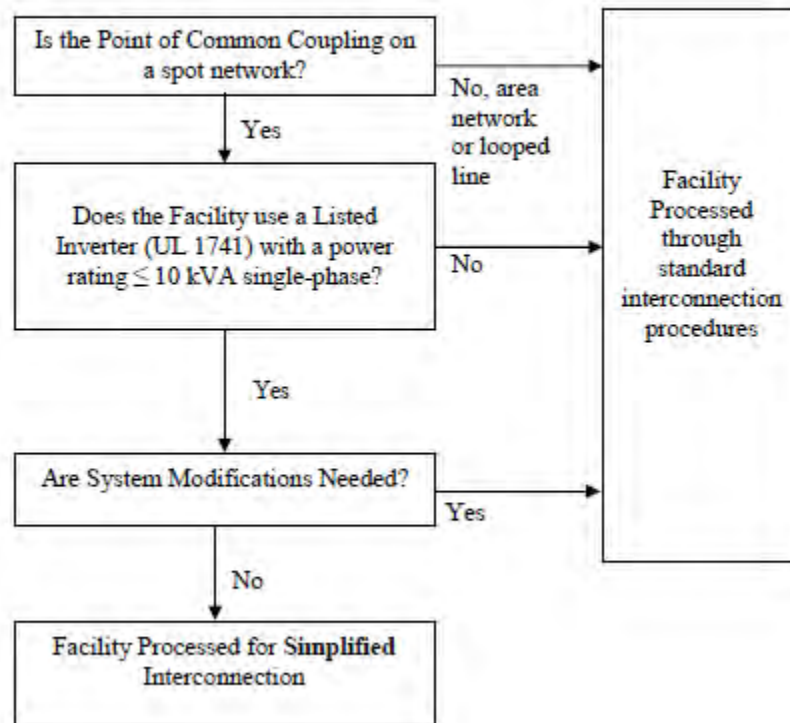 Is the Point of Common Coupling on
a spot network?
No, area
network
or looped
line
Yes
Does the Facility use a Listed
Inverter (UL 1741) with a power
rating ≤ 10 kVA single-phase?
No
Facility
Processed
through
standard
interconnection
procedures
Yes
Are System Modifications Needed?
Yes
No
Facility Processed for Simplified
Interconnection